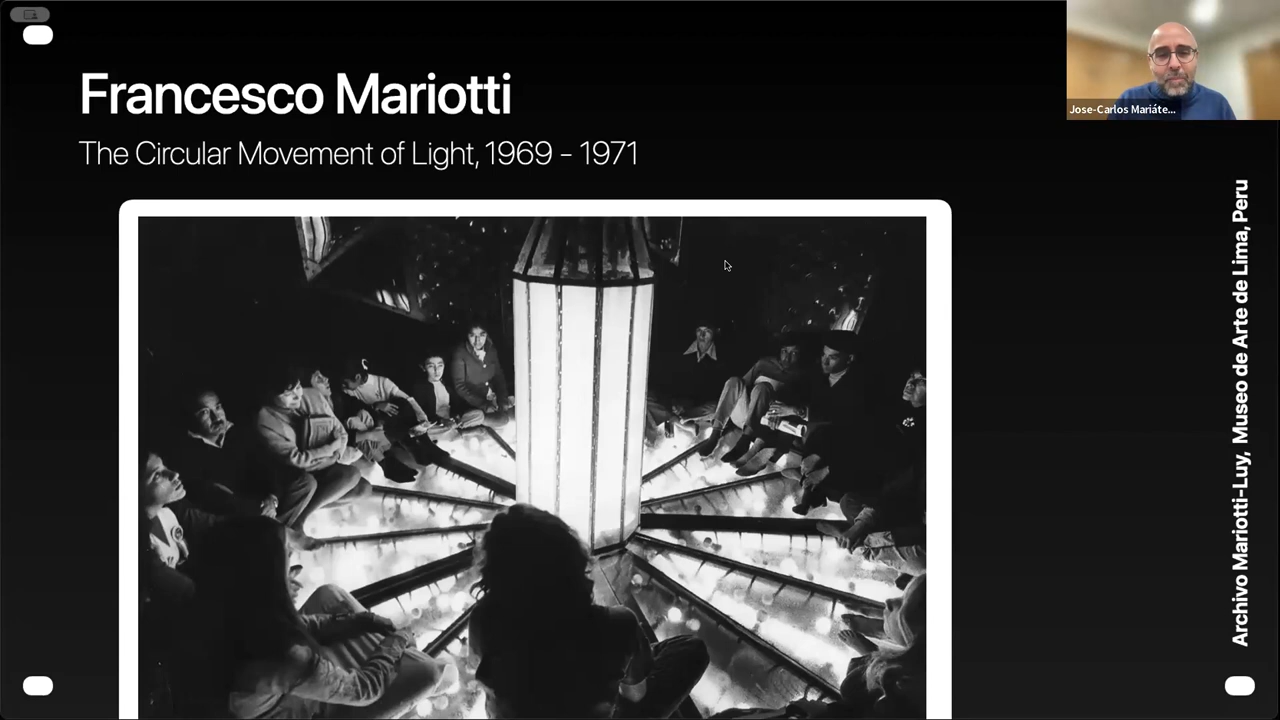 Francesco Mariotti
The Circular Movement of Light, 1969 - 1971
Jose-Carlos Mariáte...
Archivo Mariotti-Luy, Museo de Arte de Lima, Peru